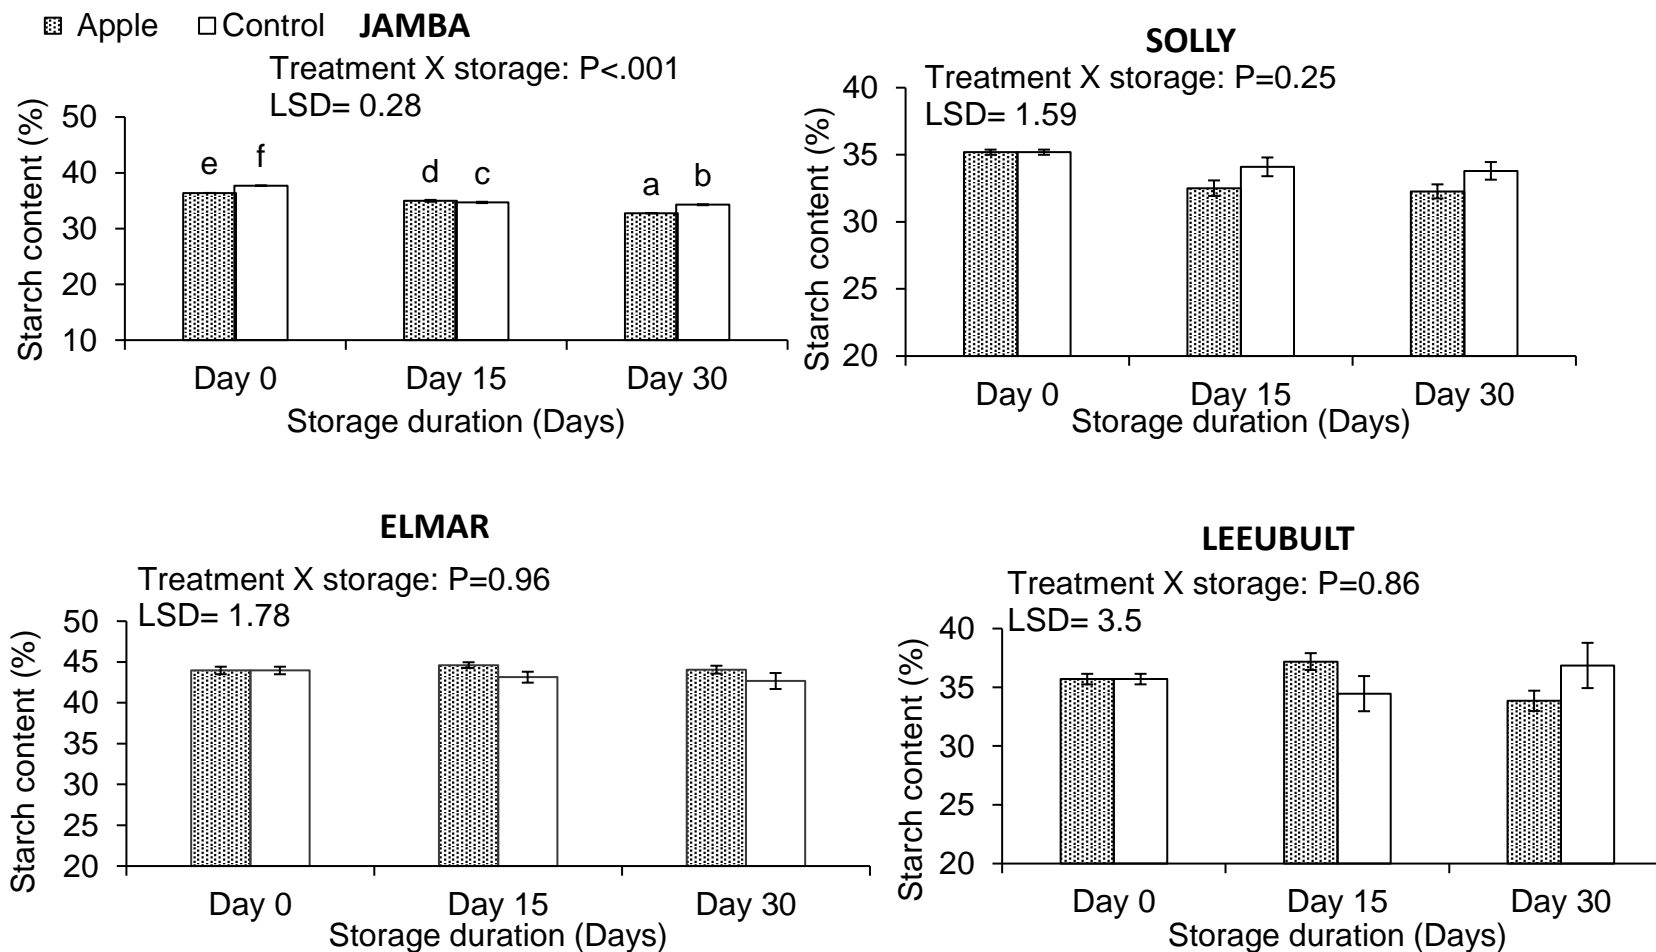 Apple Control JAMBA
Treatment X storage: P<.001
LSD= 0.28
Starch content (%)
50
40
30
20
10
e f d c a b
Day 0 Day 15 Day 30
Storage duration (Days)
SOLLY
Treatment X storage: P=0.25
LSD= 1.59
Starch content (%)
40
35
30
25
20
Day 0 Day 15 Day 30
Storage duration (Days)
ELMAR
Treatment X storage: P=0.96
LSD= 1.78
Starch content (%)
50
45
40
35
30
25
20
Day 0 Day 15 Day 30
Storage duration (Days)
LEEUBULT
Treatment X storage: P=0.86
LSD= 3.5
Starch content (%)
40
35
30
25
20
Day 0 Day 15 Day 30
Storage duration (Days)